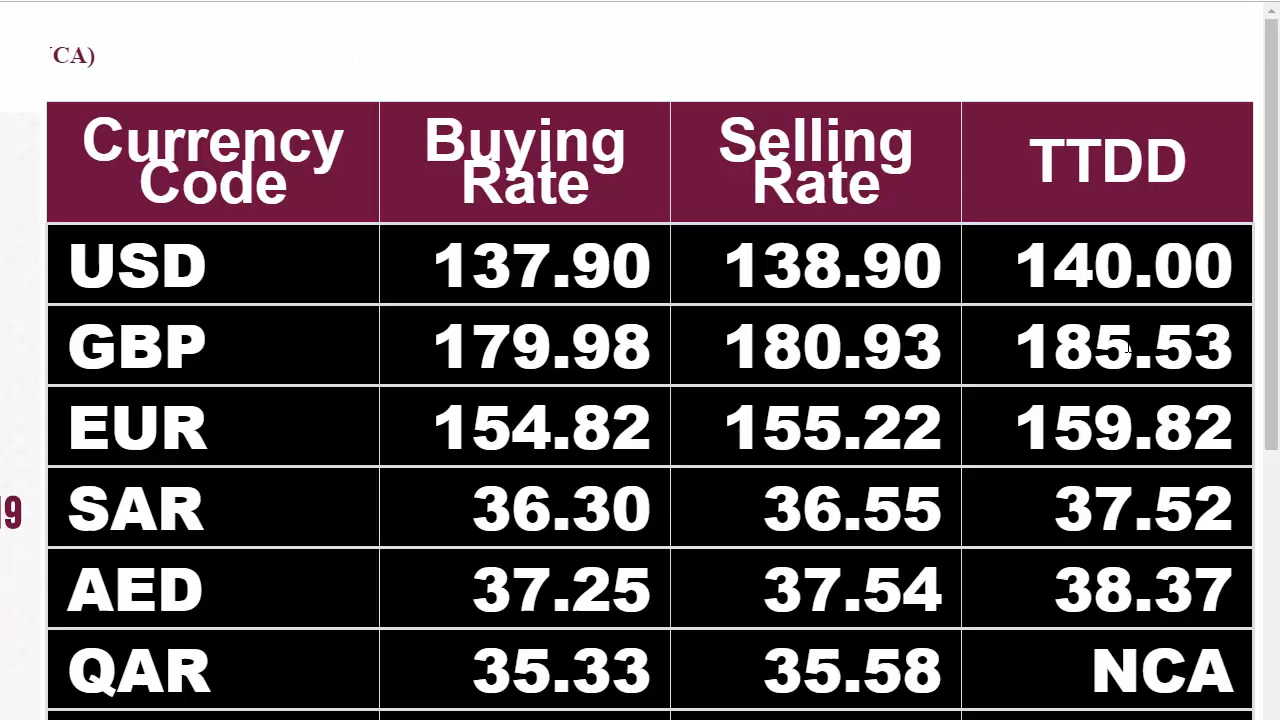 CA)
Currency Code Buying Rate Selling Rate TTDD
USD 137.90 138.90 140.00
GBP 179.98 180.93 185.53
EUR 154.82 155.22 159.82
SAR 36.30 36.55 37.52
AED 37.25 37.54 38.37
19
QAR 35.33 35.58 NCA